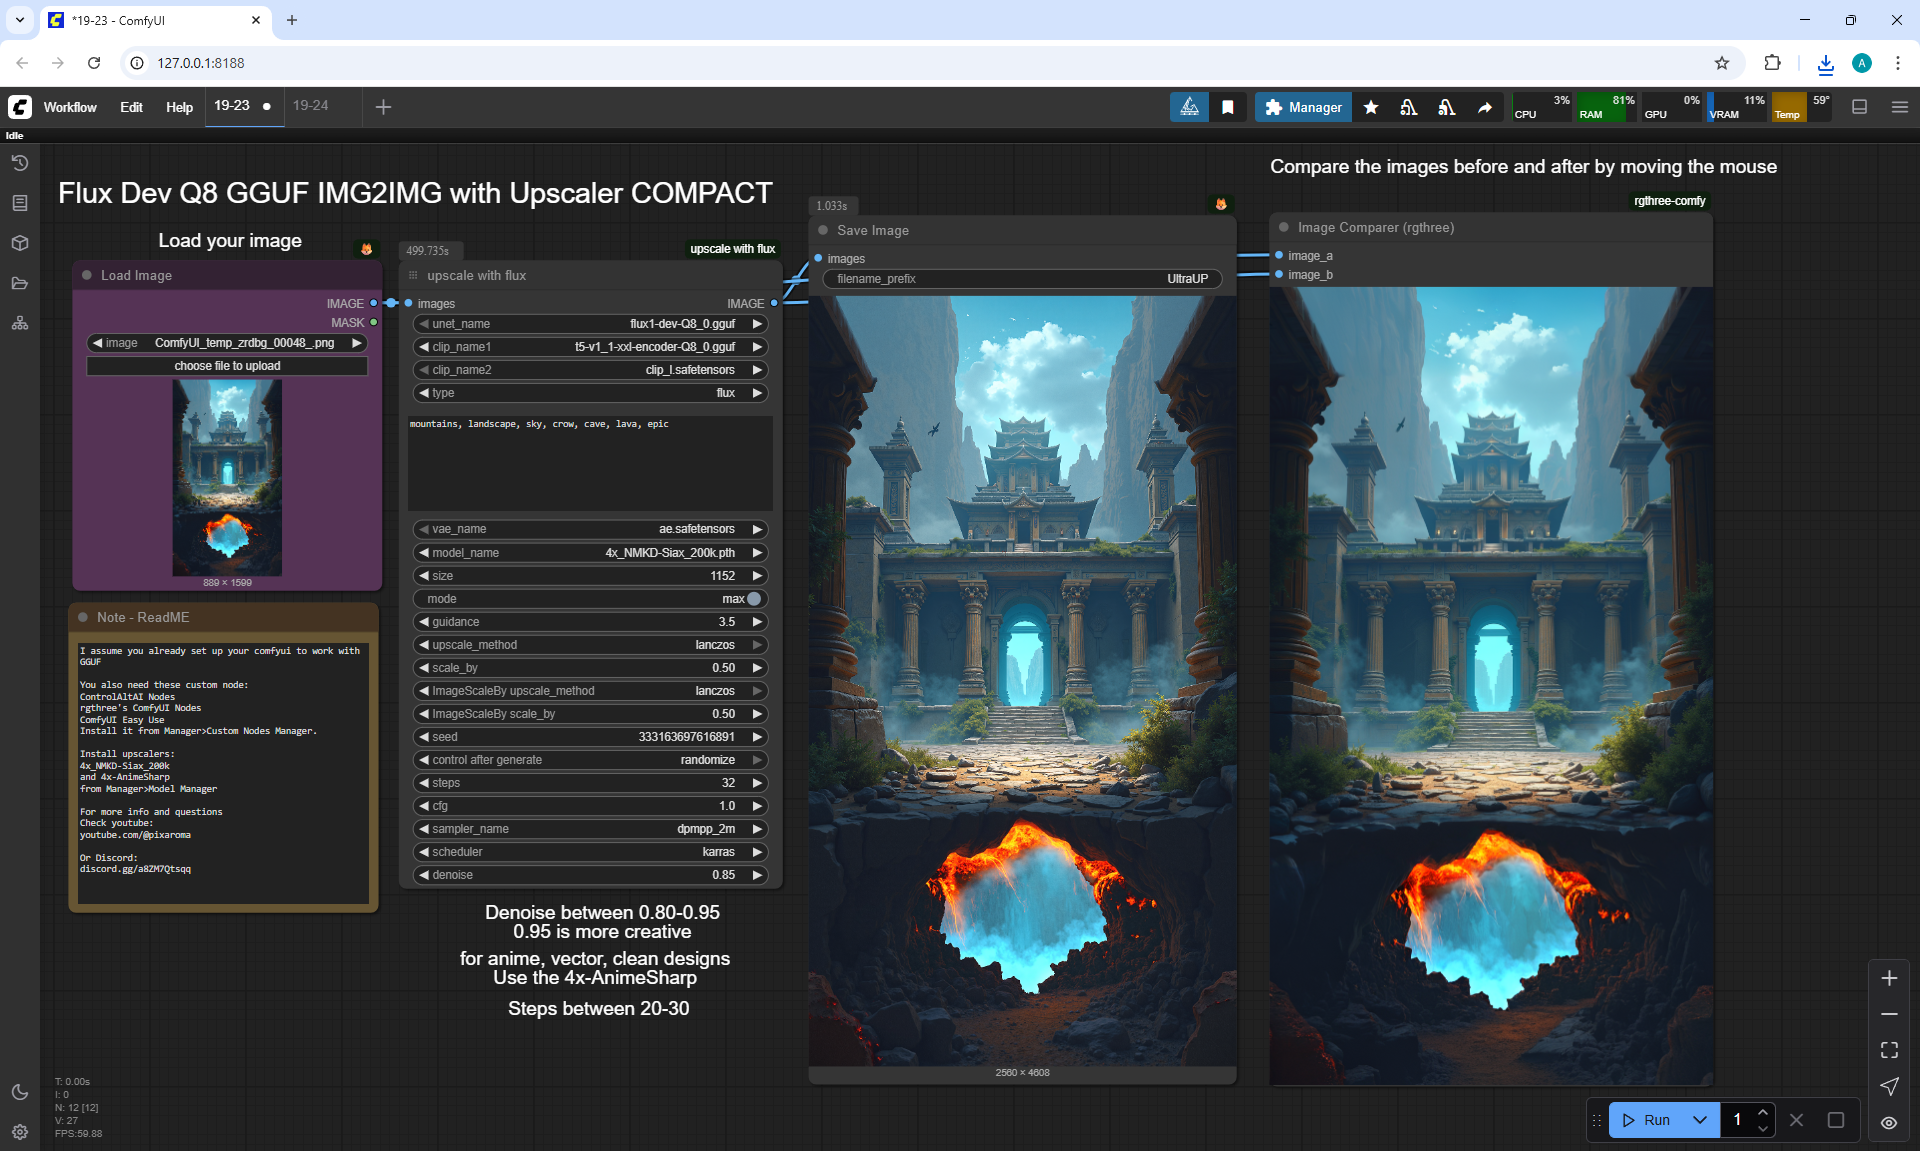 *19-23 - ComfyUI
127.0.0.1:8188
A
Workflow Edit Help 19-23 19-24
Manager
CPU 3% RAM 81% GPU 0% VRAM 11% Temp 59°
Idle
Compare the images before and after by moving the mouse
Flux Dev Q8 GGUF IMG2IMG with Upscaler COMPACT
Load your image
Load Image
IMAGE
MASK
image ComfyUI_temp_zrdbg_00048_.png
choose file to upload
889 × 1599
Note - ReadME
I assume you already set up your comfyui to work with
GGUF
You also need these custom node:
ControlAltAI Nodes
rgthree's ComfyUI Nodes
ComfyUI Easy Use
Install it from Manager>Custom Nodes Manager.
Install upscalers:
4x_NMKD-Siax_200k
and 4x-AnimeSharp
from Manager>Model Manager
For more info and questions
Check youtube:
youtube.com/@pixaroma
Or Discord:
discord.gg/a8ZM7Qtsqq
499.735s
upscale with flux
upscale with flux
images IMAGE
unet_name flux1-dev-Q8_0.gguf
clip_name1 t5-v1_1-xxl-encoder-Q8_0.gguf
clip_name2 clip_l.safetensors
type flux
mountains, landscape, sky, crow, cave, lava, epic
vae_name ae.safetensors
model_name 4x_NMKD-Siax_200k.pth
size 1152
mode max
guidance 3.5
upscale_method lanczos
scale_by 0.50
ImageScaleBy upscale_method lanczos
ImageScaleBy scale_by 0.50
seed 333163697616891
control after generate randomize
steps 32
cfg 1.0
sampler_name dpmpp_2m
scheduler karras
denoise 0.85
Denoise between 0.80-0.95
0.95 is more creative
for anime, vector, clean designs
Use the 4x-AnimeSharp
Steps between 20-30
1.033s
Save Image
images
filename_prefix UltraUP
2560 × 4608
rgthree-comfy
Image Comparer (rgthree)
image_a
image_b
T: 0.00s
I: 0
N: 12 [12]
V: 27
FPS:59.88
Run 1